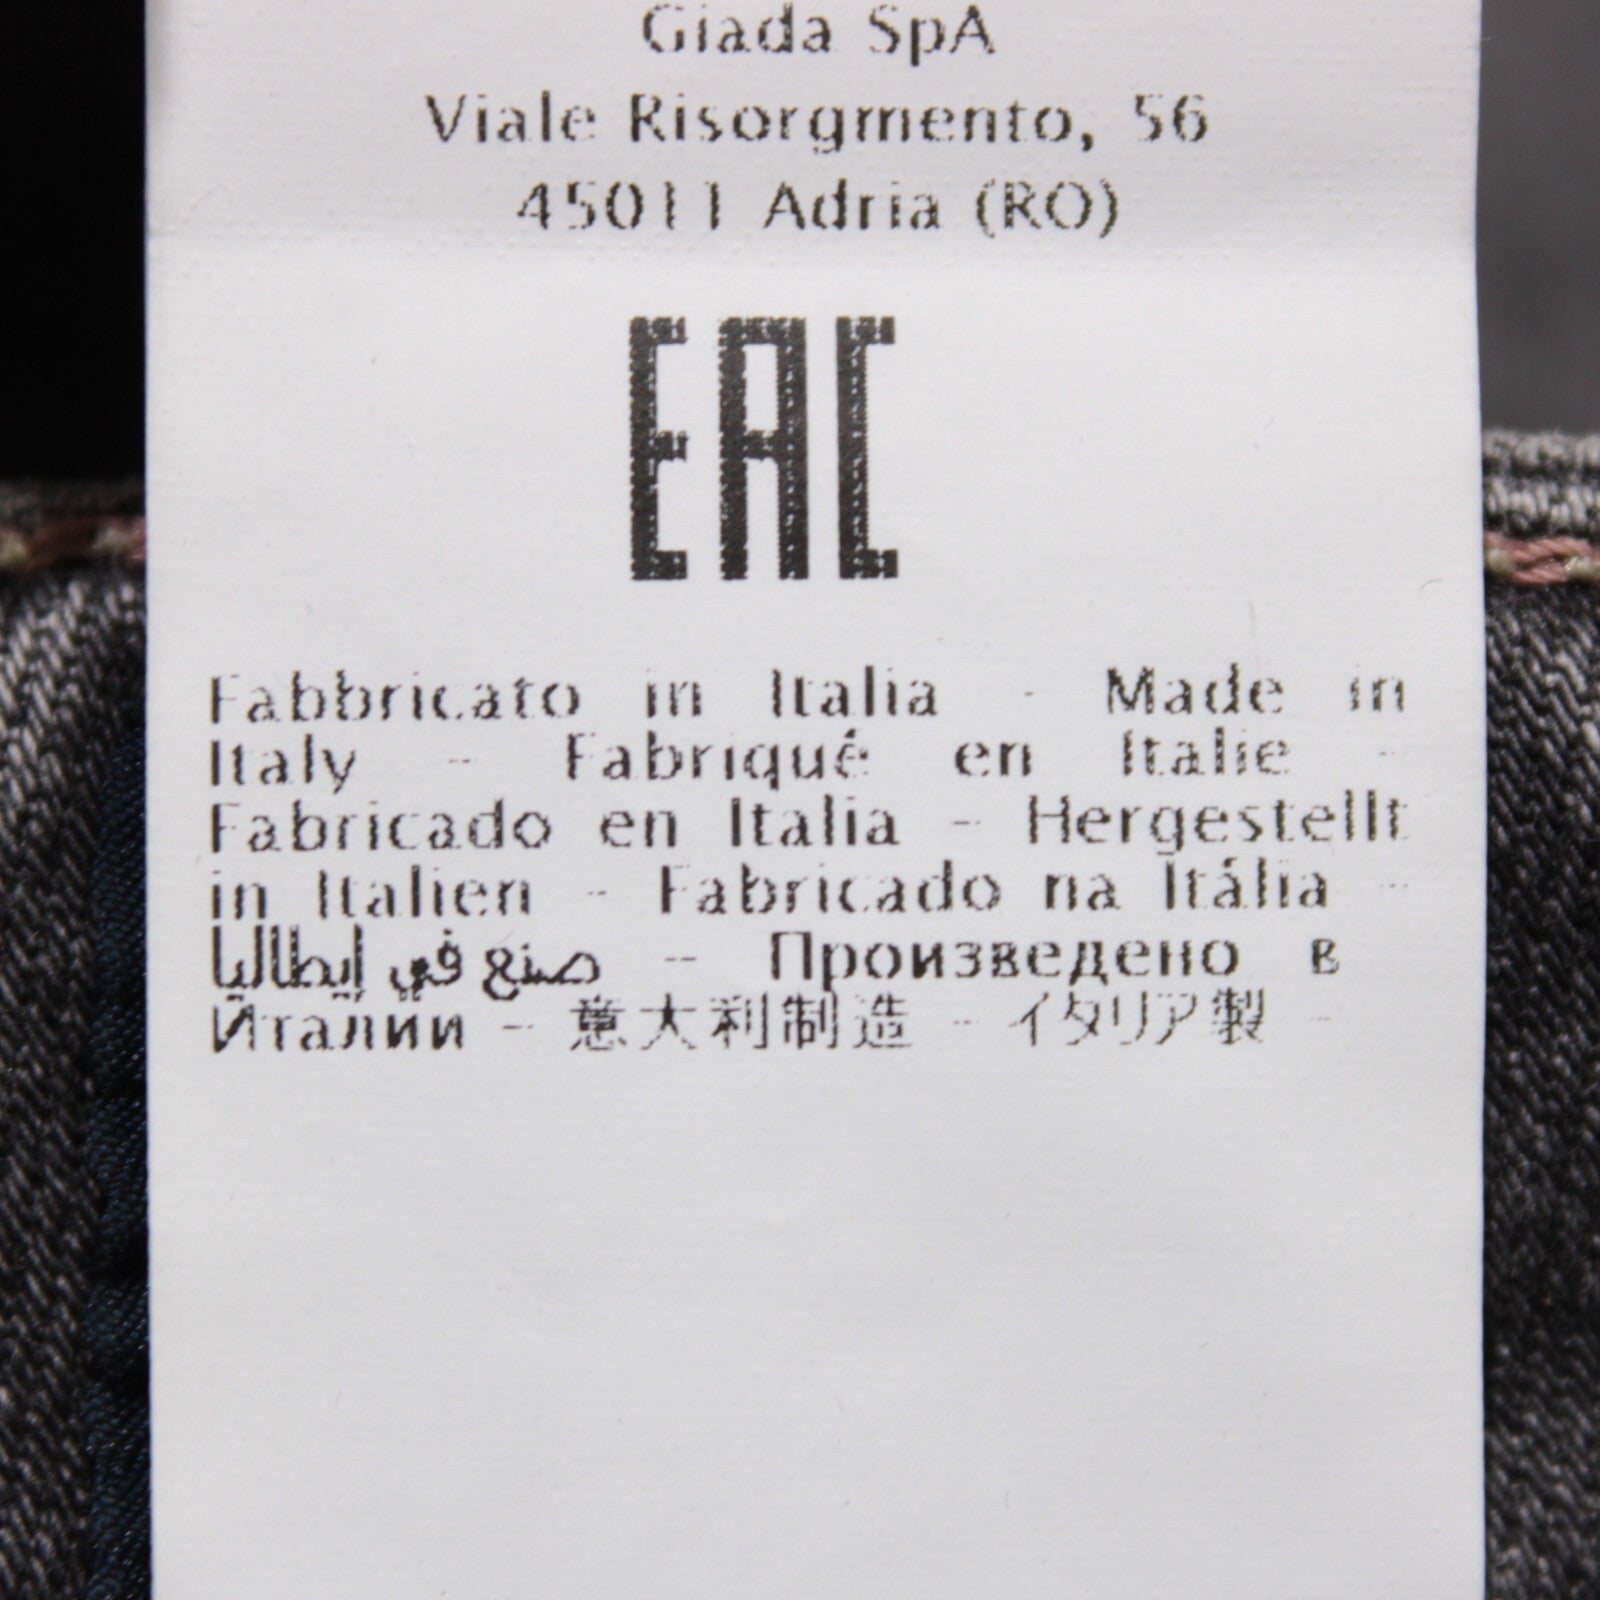 Giada SpA
Viale Risorgmento, 56
45011 Adria (RO)
EAC
Fabbricato in Italia - Made in
Italy - Fabriqué en Italie -
Fabricado en Italia - Hergestellt
in Italien - Fabricado na Itália -
صنع في إيطاليا - Произведено в
Италии - 意大利制造 - イタリア製 -